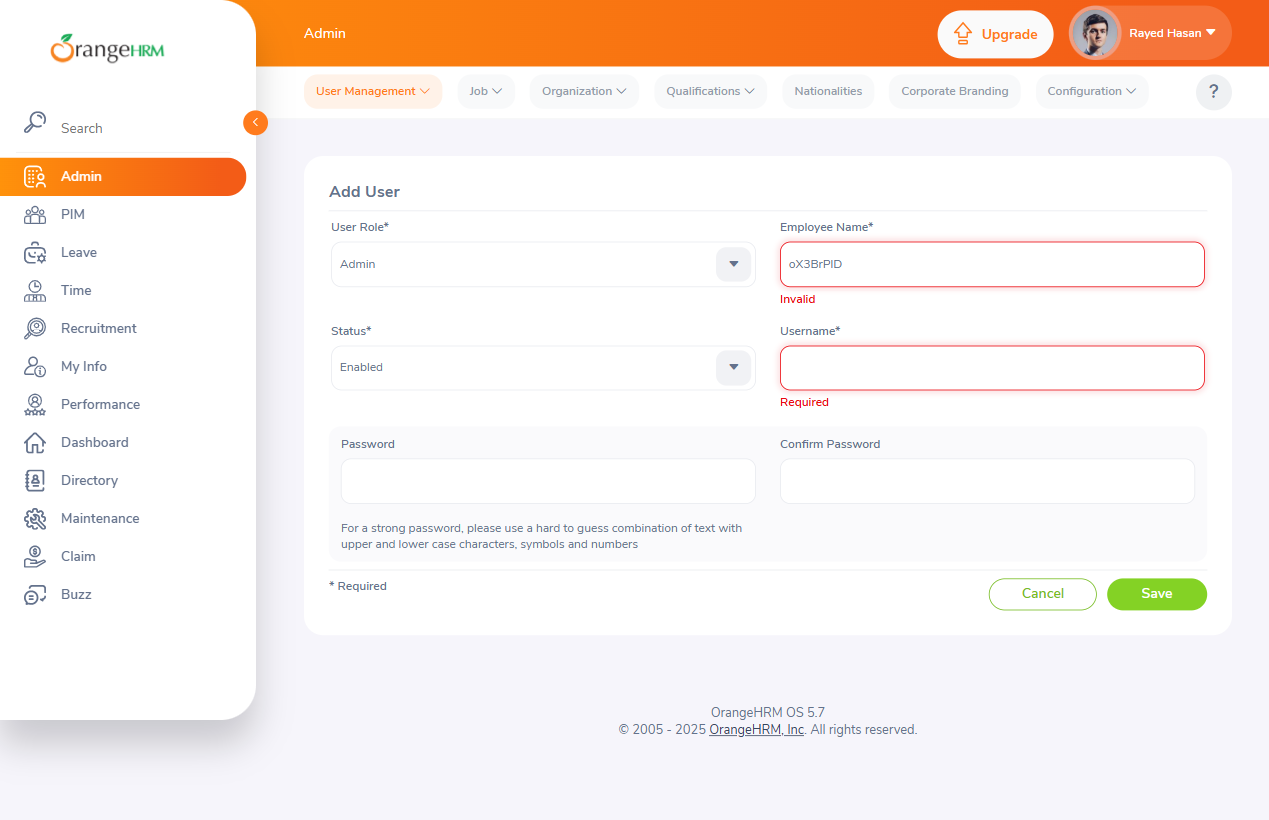 OrangeHRM
Search
Admin
PIM
Leave
Time
Recruitment
My Info
Performance
Dashboard
Directory
Maintenance
Claim
Buzz
Admin
Upgrade
Rayed Hasan
User Management
Job
Organization
Qualifications
Nationalities
Corporate Branding
Configuration
?
Add User
User Role*
Admin
Employee Name*
oX3BrPlD
Invalid
Status*
Enabled
Username*
Required
Password
Confirm Password
For a strong password, please use a hard to guess combination of text with
upper and lower case characters, symbols and numbers
* Required
Cancel
Save
OrangeHRM OS 5.7
© 2005 - 2025 OrangeHRM, Inc. All rights reserved.